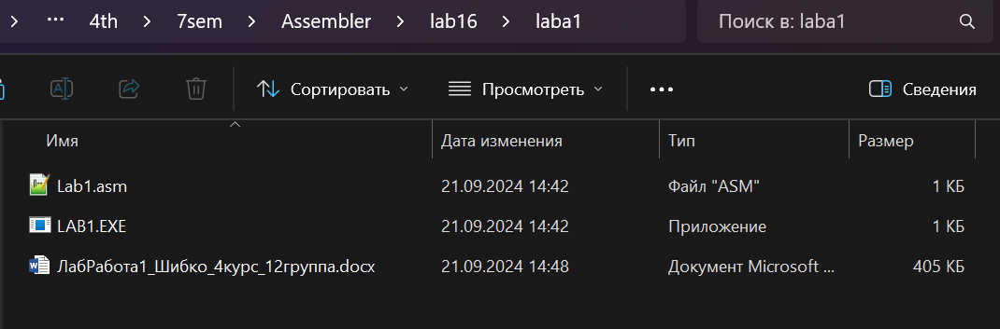 > ··· 4th > 7sem > Assembler > lab16 > laba1 Поиск в: laba1
Сортировать Просмотреть ··· Сведения
Имя Дата изменения Тип Размер
Lab1.asm 21.09.2024 14:42 Файл "ASM" 1 КБ
LAB1.EXE 21.09.2024 14:42 Приложение 1 КБ
ЛабРабота1_Шибко_4курс_12группа.docx 21.09.2024 14:48 Документ Microsoft ... 405 КБ